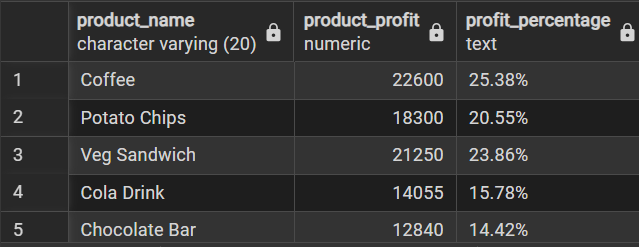 product_name product_profit profit_percentage
character varying (20) numeric text
1 Coffee 22600 25.38%
2 Potato Chips 18300 20.55%
3 Veg Sandwich 21250 23.86%
4 Cola Drink 14055 15.78%
5 Chocolate Bar 12840 14.42%